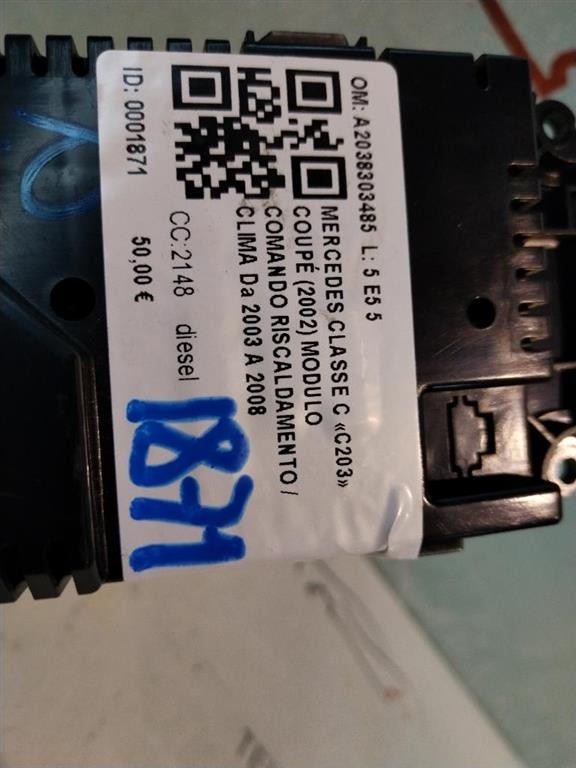 OM: A2038303485 L: 5 E5 5
MERCEDES CLASSE C «C203»
COUPÉ (2002) MODULO
COMANDO RISCALDAMENTO /
CLIMA Da 2003 A 2008
CC:2148 diesel
ID: 0001871
50,00 €
1871